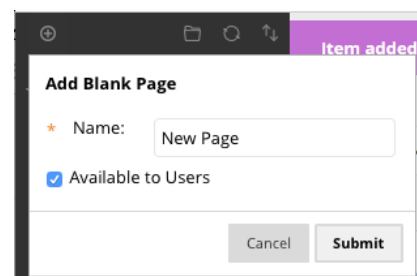 Item added
Add Blank Page
* Name:
New Page
Available to Users
Cancel
Submit